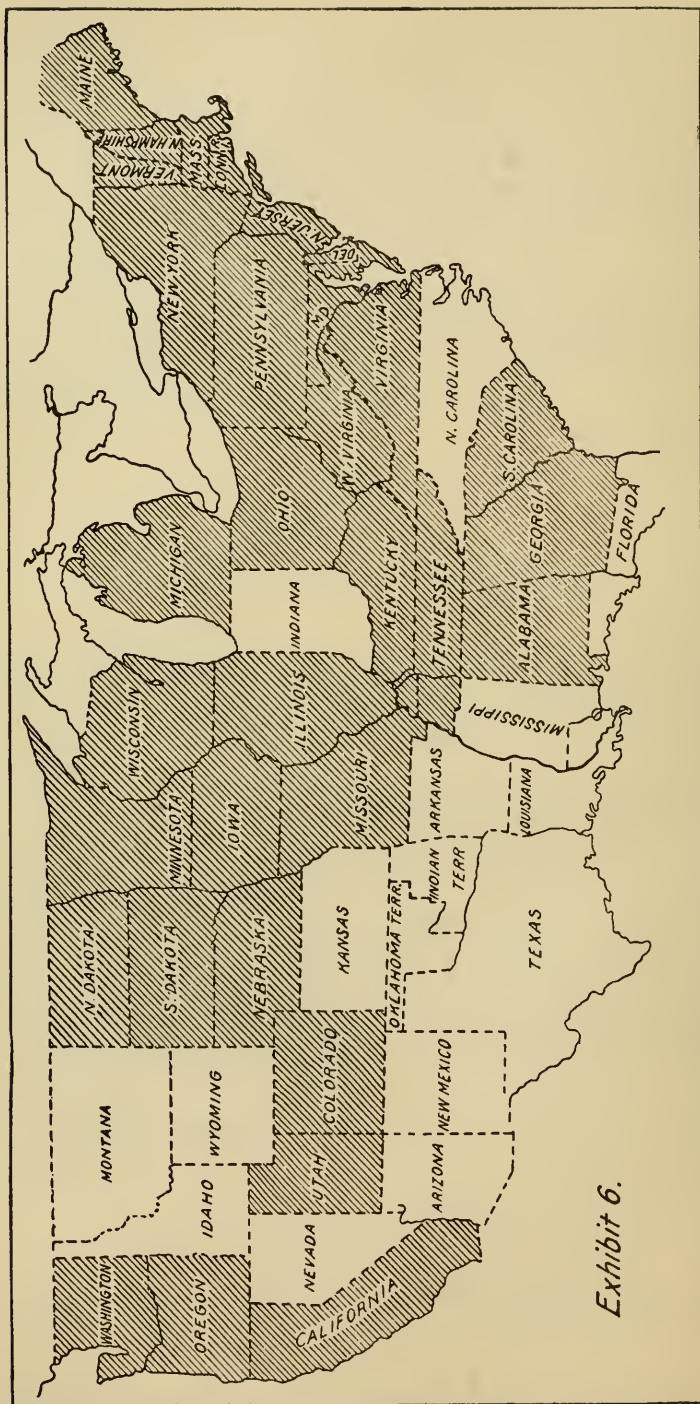 WASHINGTON
OREGON
CALIFORNIA
NEVADA
IDAHO
MONTANA
WYOMING
UTAH
ARIZONA
COLORADO
NEW MEXICO
N. DAKOTA
S. DAKOTA
NEBRASKA
KANSAS
OKLAHOMA TERR.
INDIAN
TERR
TEXAS
MINNESOTA
IOWA
MISSOURI
ARKANSAS
LOUISIANA
WISCONSIN
ILLINOIS
MISSISSIPPI
MICHIGAN
INDIANA
OHIO
KENTUCKY
TENNESSEE
ALABAMA
GEORGIA
FLORIDA
S. CAROLINA
N. CAROLINA
VIRGINIA
W. VIRGINIA
MD
DEL
N. JERSEY
PENNSYLVANIA
NEW YORK
VERMONT
N. HAMPSHIRE
MASS.
CONN.
MAINE
Exhibit 6.